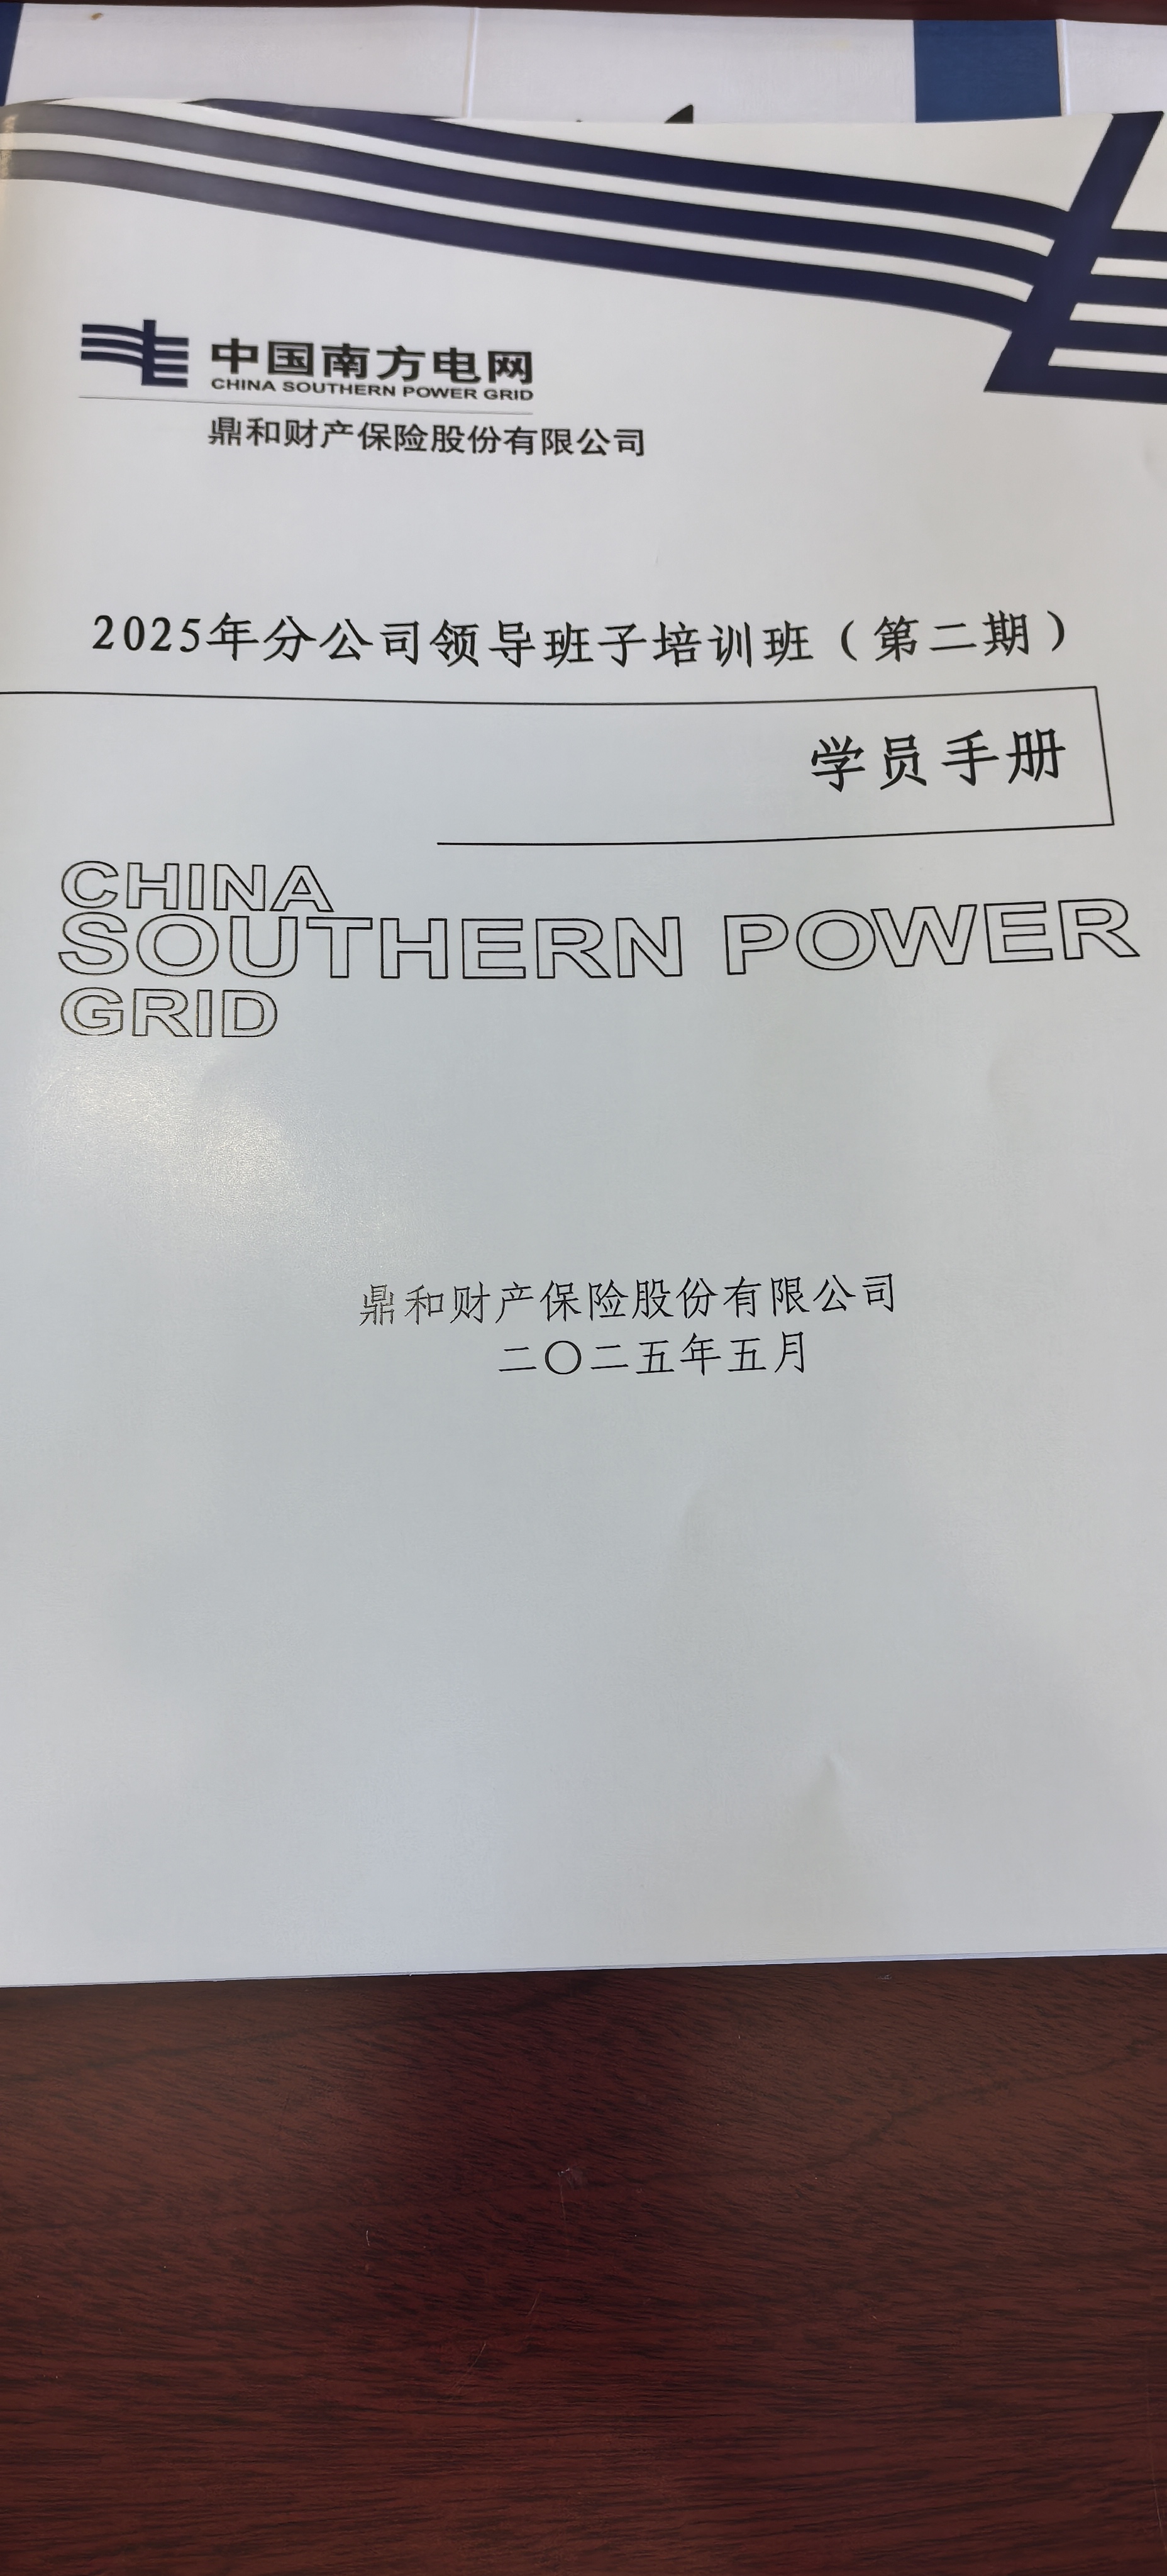 中国南方电网
CHINA SOUTHERN POWER GRID
鼎和财产保险股份有限公司
2025年分公司领导班子培训班（第二期）
学员手册
CHINA
SOUTHERN POWER
GRID
鼎和财产保险股份有限公司
二〇二五年五月